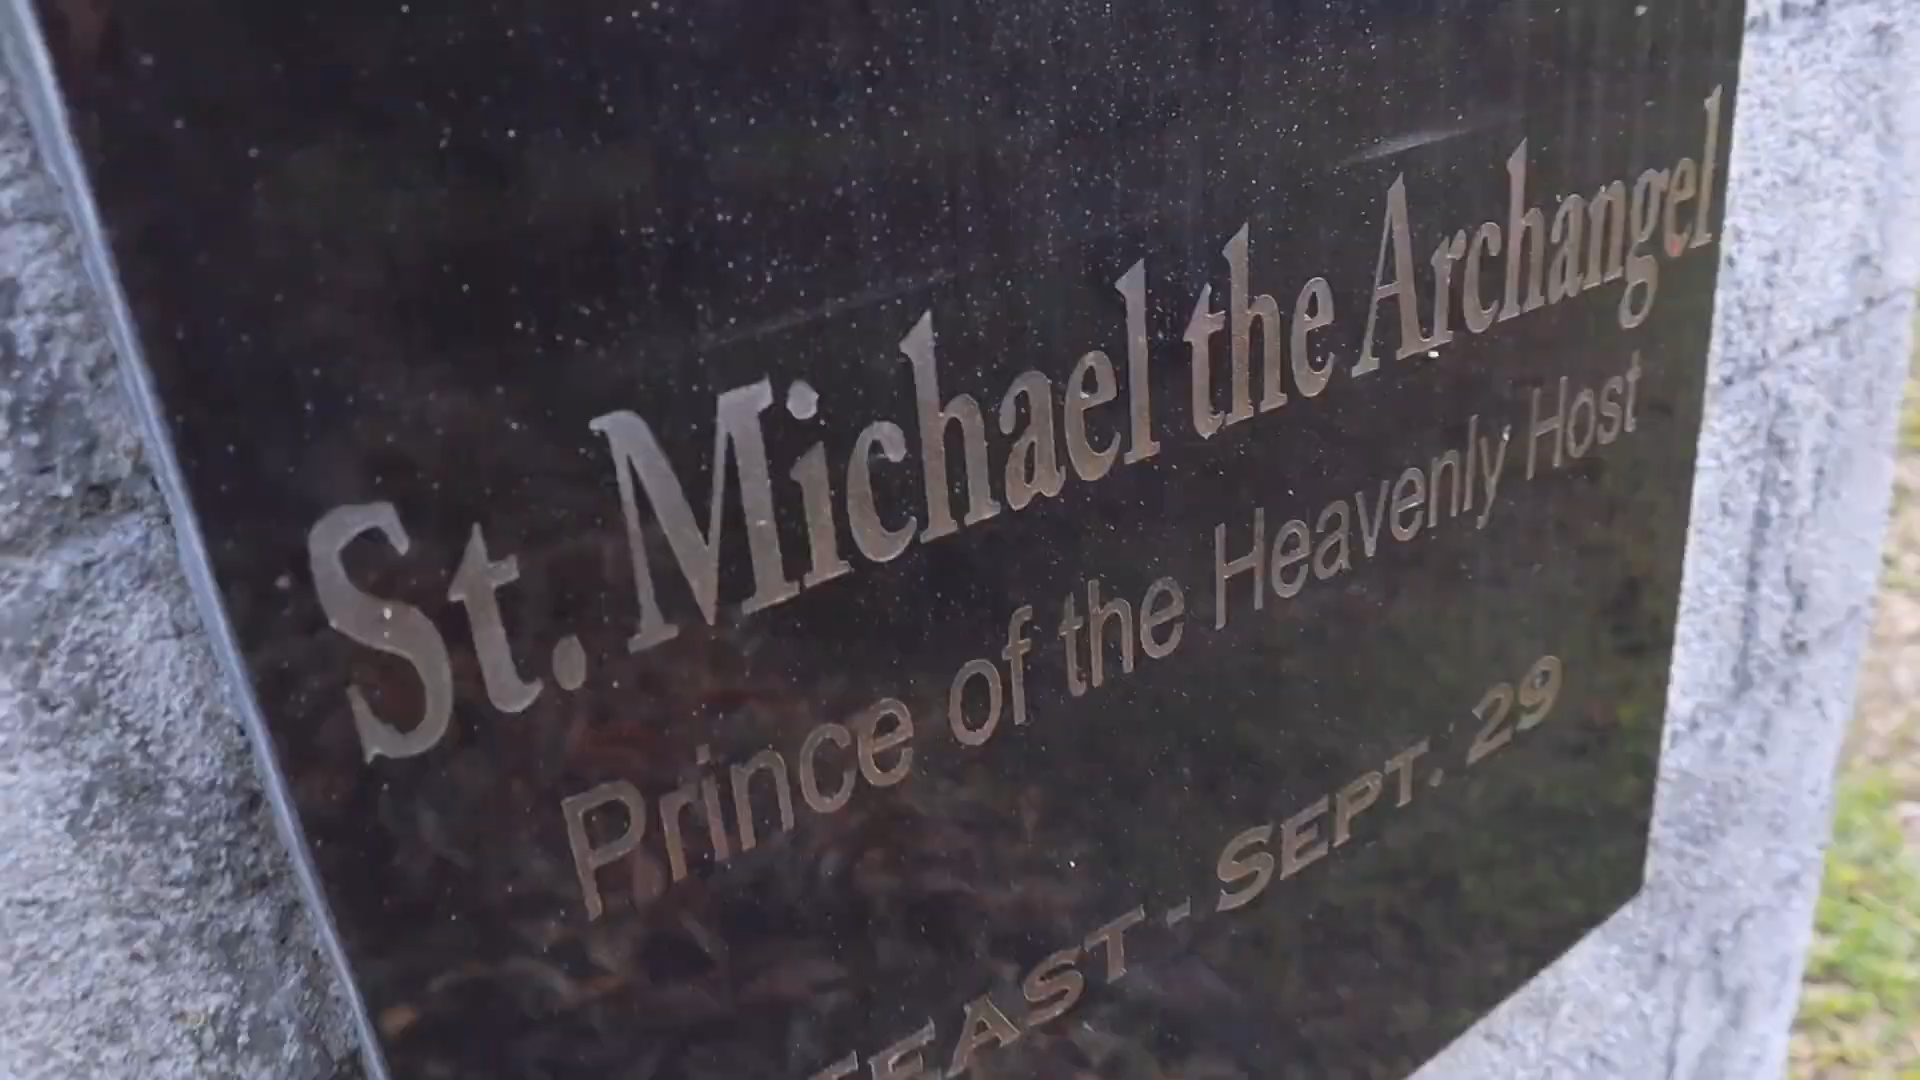 St. Michael the Archangel
Prince of the Heavenly Host
FEAST - SEPT. 29